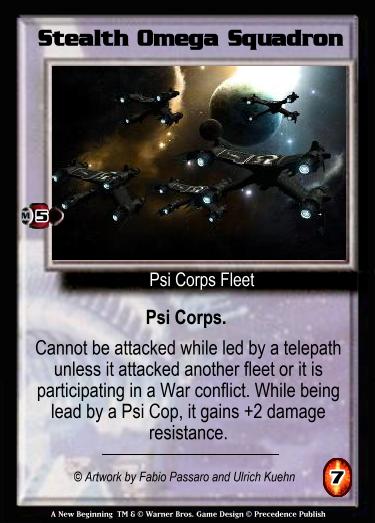 Stealth Omega Squadron
M 5
Psi Corps Fleet
Psi Corps.
Cannot be attacked while led by a telepath
unless it attacked another fleet or it is
participating in a War conflict. While being
lead by a Psi Cop, it gains +2 damage
resistance.
© Artwork by Fabio Passaro and Ulrich Kuehn
7
A New Beginning TM & © Warner Bros. Game Design © Precedence Publish